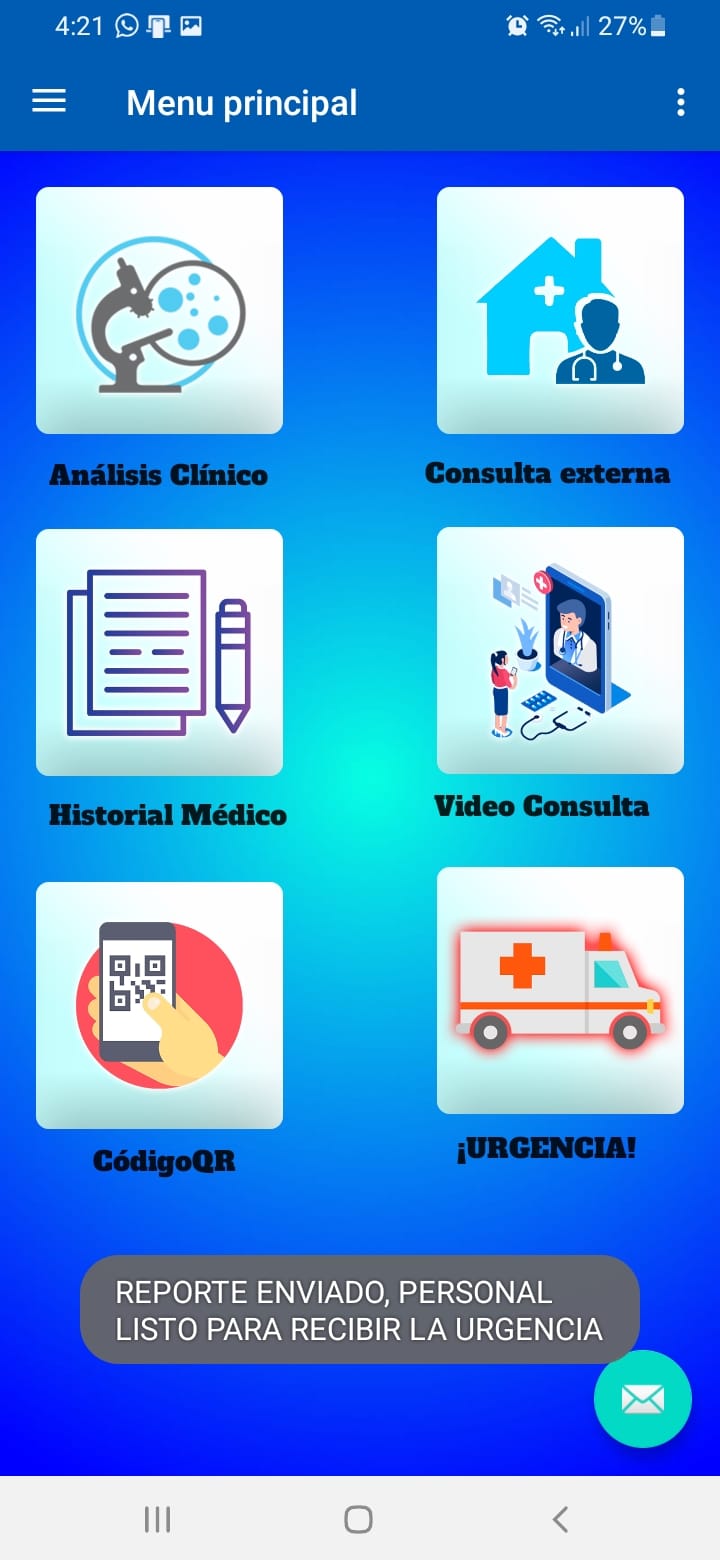 4:21
27%
Menu principal
Análisis Clínico
Consulta externa
Historial Médico
Video Consulta
CódigoQR
¡URGENCIA!
REPORTE ENVIADO, PERSONAL
LISTO PARA RECIBIR LA URGENCIA